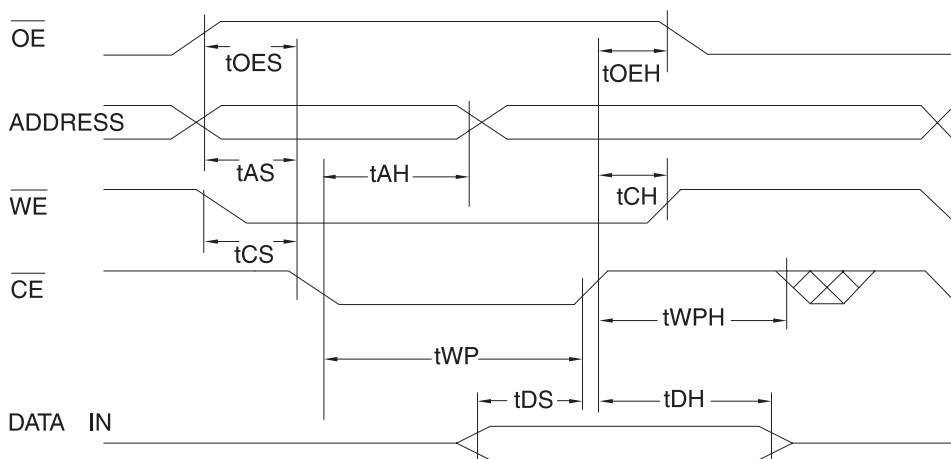 OE
tOES
tOEH
ADDRESS
tAS
tAH
WE
tCH
tCS
CE
tWPH
tWP
tDS
tDH
DATA IN